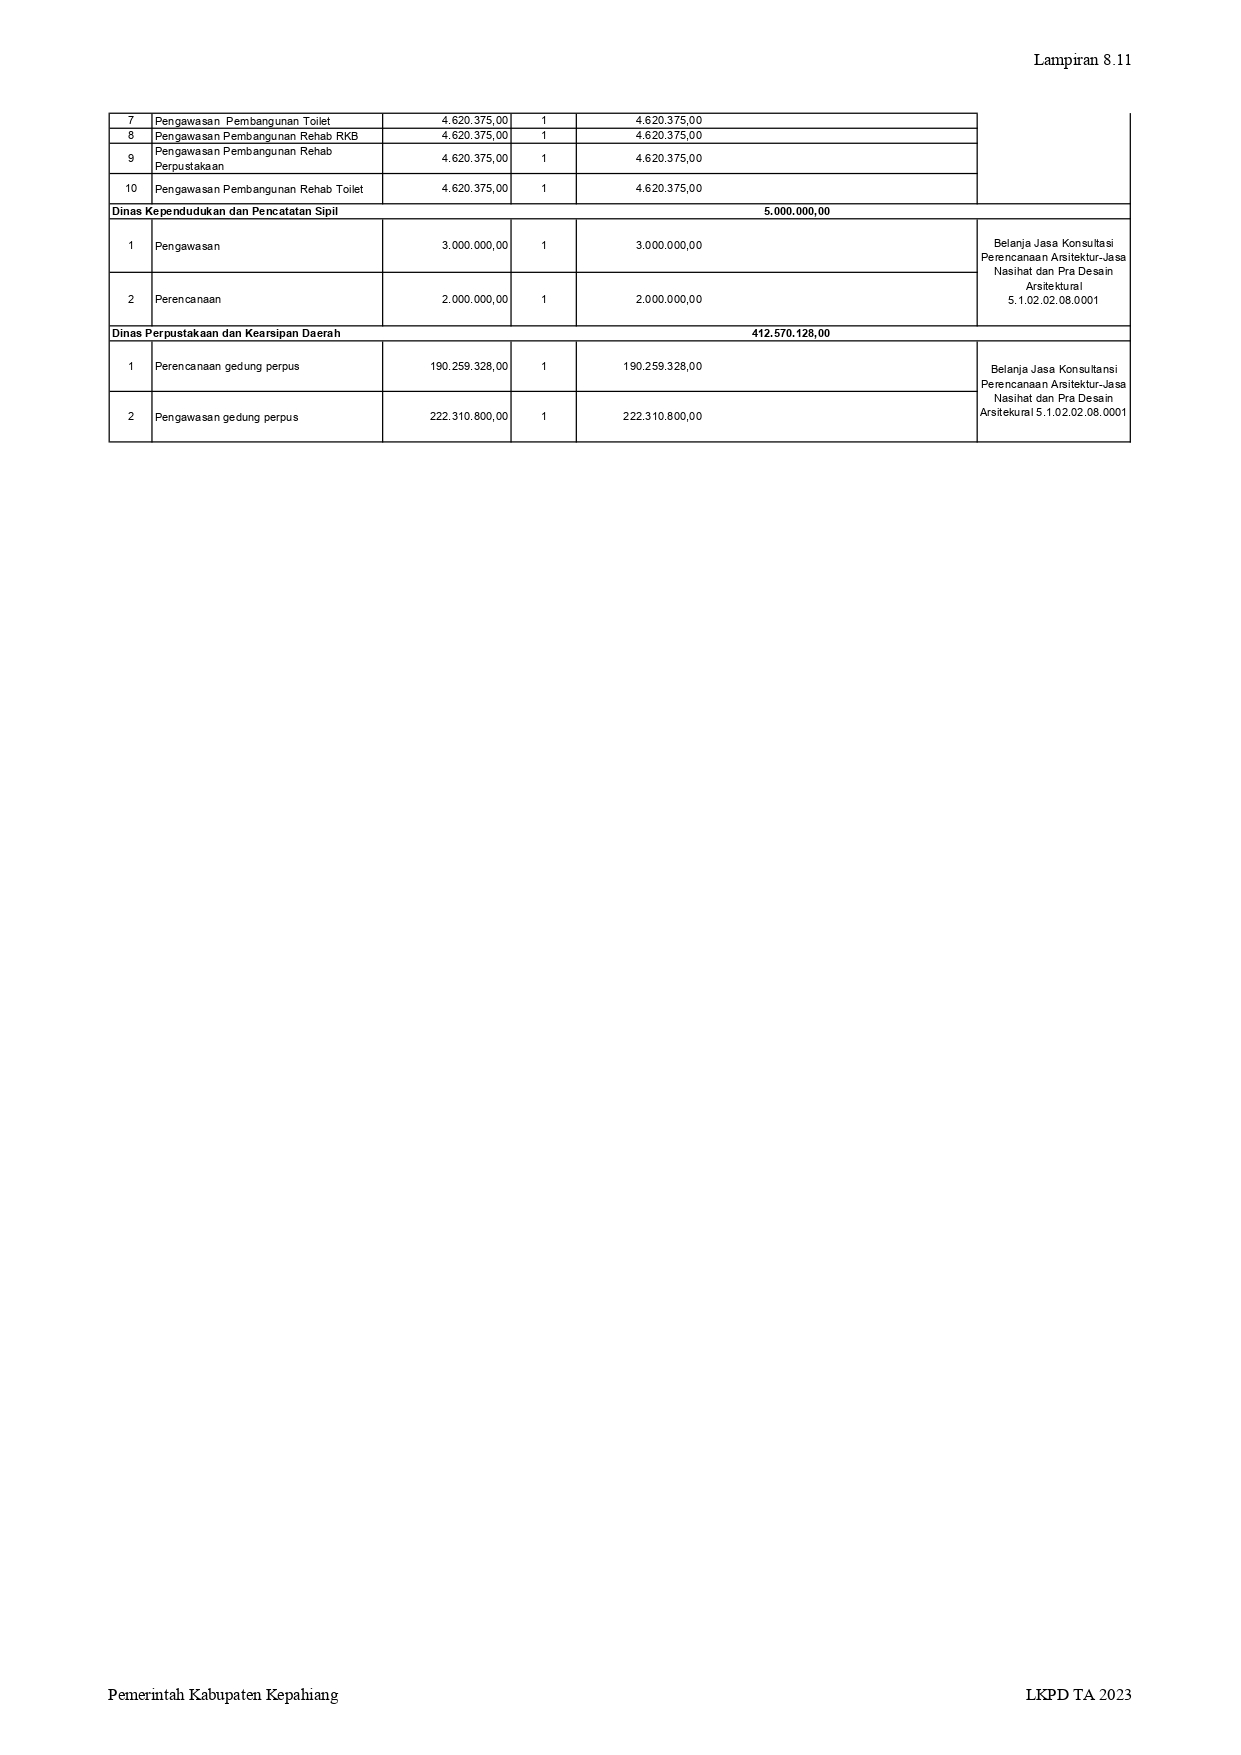 Lampiran 8.11
7 Pengawasan  Pembangunan Toilet 4.620.375,00 1 4.620.375,00
8 Pengawasan Pembangunan Rehab RKB 4.620.375,00 1 4.620.375,00
9 Pengawasan Pembangunan Rehab
Perpustakaan 4.620.375,00 1 4.620.375,00
10 Pengawasan Pembangunan Rehab Toilet 4.620.375,00 1 4.620.375,00
Dinas Kependudukan dan Pencatatan Sipil 5.000.000,00
1 Pengawasan 3.000.000,00 1 3.000.000,00
2 Perencanaan 2.000.000,00 1 2.000.000,00
Belanja Jasa Konsultasi
Perencanaan Arsitektur-Jasa
Nasihat dan Pra Desain
Arsitektural
5.1.02.02.08.0001
Dinas Perpustakaan dan Kearsipan Daerah 412.570.128,00
1 Perencanaan gedung perpus 190.259.328,00 1 190.259.328,00
2 Pengawasan gedung perpus 222.310.800,00 1 222.310.800,00
Belanja Jasa Konsultansi
Perencanaan Arsitektur-Jasa
Nasihat dan Pra Desain
Arsitekural 5.1.02.02.08.0001
Pemerintah Kabupaten Kepahiang LKPD TA 2023